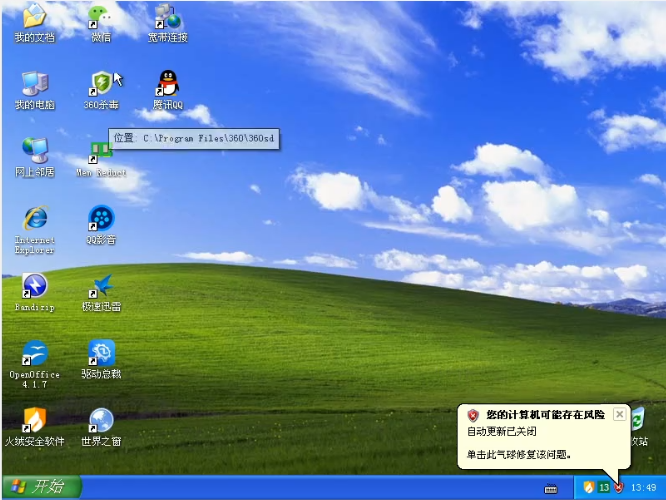 我的文档
微信
宽带连接
我的电脑
360杀毒
腾讯QQ
位置: C:\Program Files\360\360sd
网上邻居
Mem Reduct
Internet Explorer
QQ影音
Bandizip
极速迅雷
OpenOffice
4.1.7
驱动总裁
火绒安全软件
世界之窗
您的计算机可能存在风险
自动更新已关闭
单击此气球修复该问题。
收站
开始
13
13:49